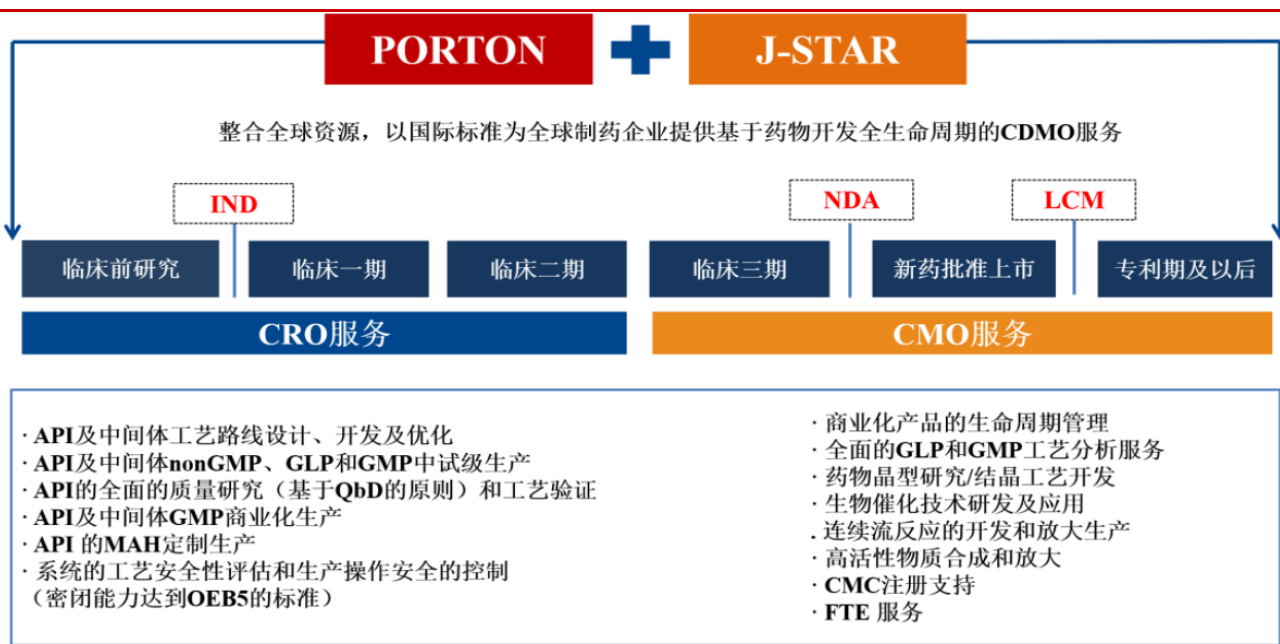 PORTON
J-STAR
整合全球资源，以国际标准为全球制药企业提供基于药物开发全生命周期的CDMO服务
IND
NDA
LCM
临床前研究
临床一期
临床二期
临床三期
新药批准上市
专利期及以后
CRO服务
CMO服务
· API及中间体工艺路线设计、开发及优化
· API及中间体nonGMP、GLP和GMP中试级生产
· API的全面的质量研究（基于QbD的原则）和工艺验证
· API及中间体GMP商业化生产
· API 的MAH定制生产
· 系统的工艺安全性评估和生产操作安全的控制
（密闭能力达到OEB5的标准）
· 商业化产品的生命周期管理
· 全面的GLP和GMP工艺分析服务
· 药物晶型研究/结晶工艺开发
· 生物催化技术研发及应用
. 连续流反应的开发和放大生产
· 高活性物质合成和放大
· CMC注册支持
· FTE 服务